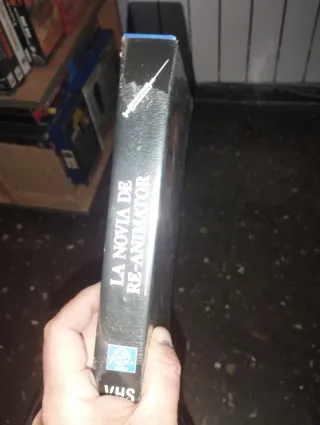 LA NOVIA DE
RE-ANIMATOR
VHS